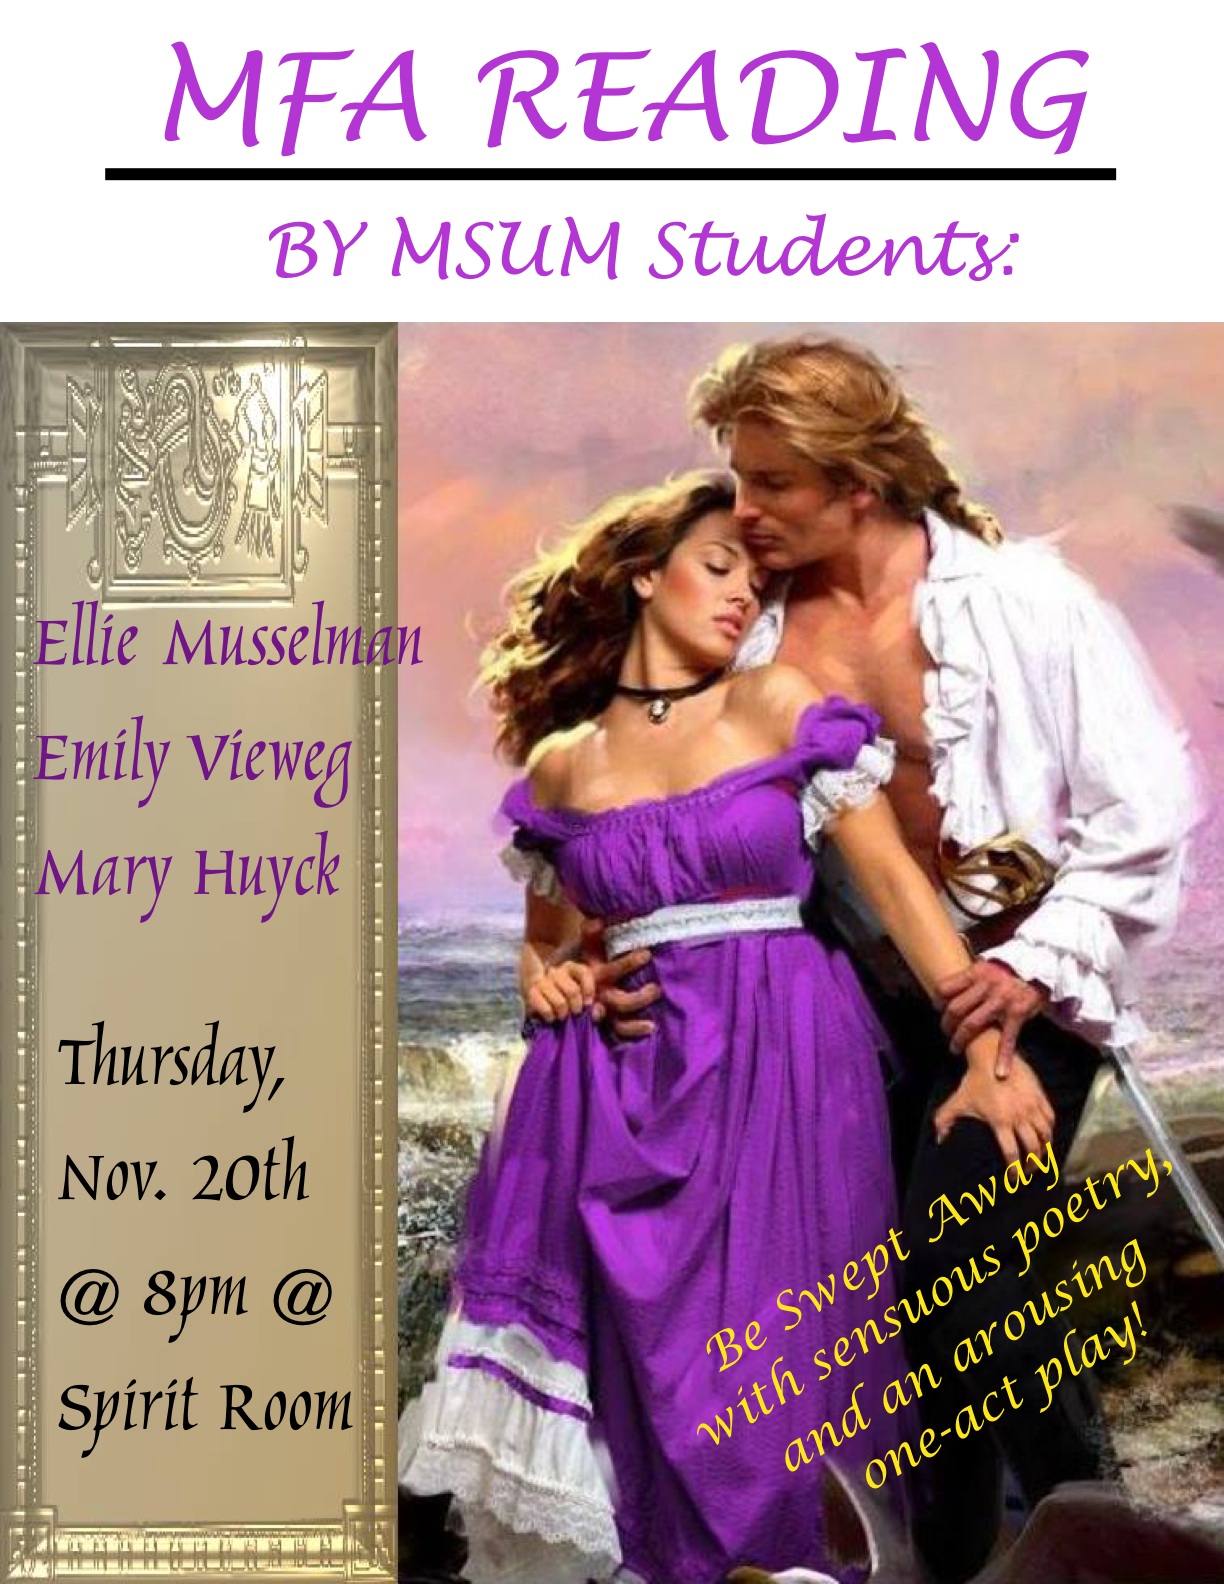 MFA READING
BY MSUM Students:
Ellie Musselman
Emily Vieweg
Mary Huyck
Thursday,
Nov. 20th
@ 8pm @
Spirit Room
Be Swept Away
with sensuous poetry,
and an arousing
one-act play!